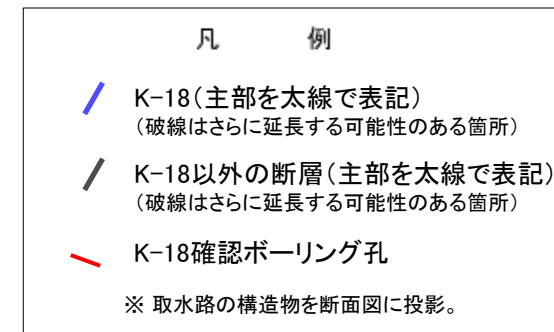 凡 例
K-18(主部を太線で表記)
(破線はさらに延長する可能性のある箇所)
K-18以外の断層(主部を太線で表記)
(破線はさらに延長する可能性のある箇所)
K-18確認ボーリング孔
※ 取水路の構造物を断面図に投影。